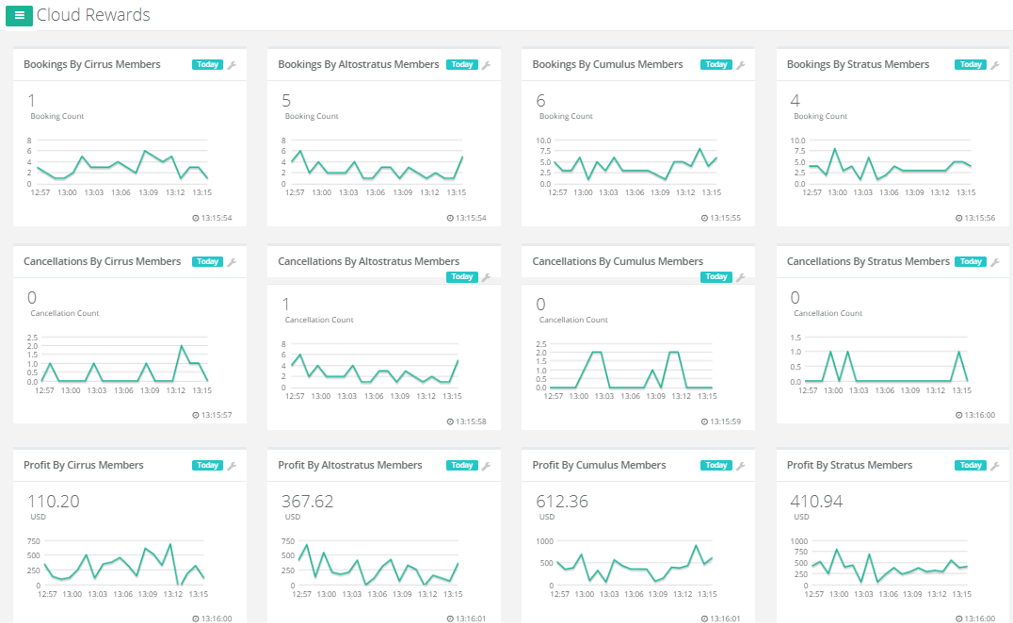 Cloud Rewards
Bookings By Cirrus Members Today
1
Booking Count
8
6
4
2
0
12:57 13:00 13:03 13:06 13:09 13:12 13:15
13:15:54
Bookings By Altostratus Members Today
5
Booking Count
8
6
4
2
0
12:57 13:00 13:03 13:06 13:09 13:12 13:15
13:15:54
Bookings By Cumulus Members Today
6
Booking Count
10.0
7.5
5.0
2.5
0.0
12:57 13:00 13:03 13:06 13:09 13:12 13:15
13:15:55
Bookings By Stratus Members Today
4
Booking Count
10.0
7.5
5.0
2.5
0.0
12:57 13:00 13:03 13:06 13:09 13:12 13:15
13:15:56
Cancellations By Cirrus Members Today
0
Cancellation Count
2.5
2.0
1.5
1.0
0.5
0.0
12:57 13:00 13:03 13:06 13:09 13:12 13:15
13:15:57
Cancellations By Altostratus Members
Today
1
Cancellation Count
8
6
4
2
0
12:57 13:00 13:03 13:06 13:09 13:12 13:15
13:15:58
Cancellations By Cumulus Members
Today
0
Cancellation Count
2.5
2.0
1.5
1.0
0.5
0.0
12:57 13:00 13:03 13:06 13:09 13:12 13:15
13:15:59
Cancellations By Stratus Members Today
0
Cancellation Count
1.5
1.0
0.5
0.0
12:57 13:00 13:03 13:06 13:09 13:12 13:15
13:16:00
Profit By Cirrus Members Today
110.20
USD
750
500
250
0
12:57 13:00 13:03 13:06 13:09 13:12 13:15
13:16:00
Profit By Altostratus Members Today
367.62
USD
750
500
250
0
12:57 13:00 13:03 13:06 13:09 13:12 13:15
13:16:01
Profit By Cumulus Members Today
612.36
USD
1000
500
0
12:57 13:00 13:03 13:06 13:09 13:12 13:15
13:16:01
Profit By Stratus Members Today
410.94
USD
1000
750
500
250
0
12:57 13:00 13:03 13:06 13:09 13:12 13:15
13:16:00